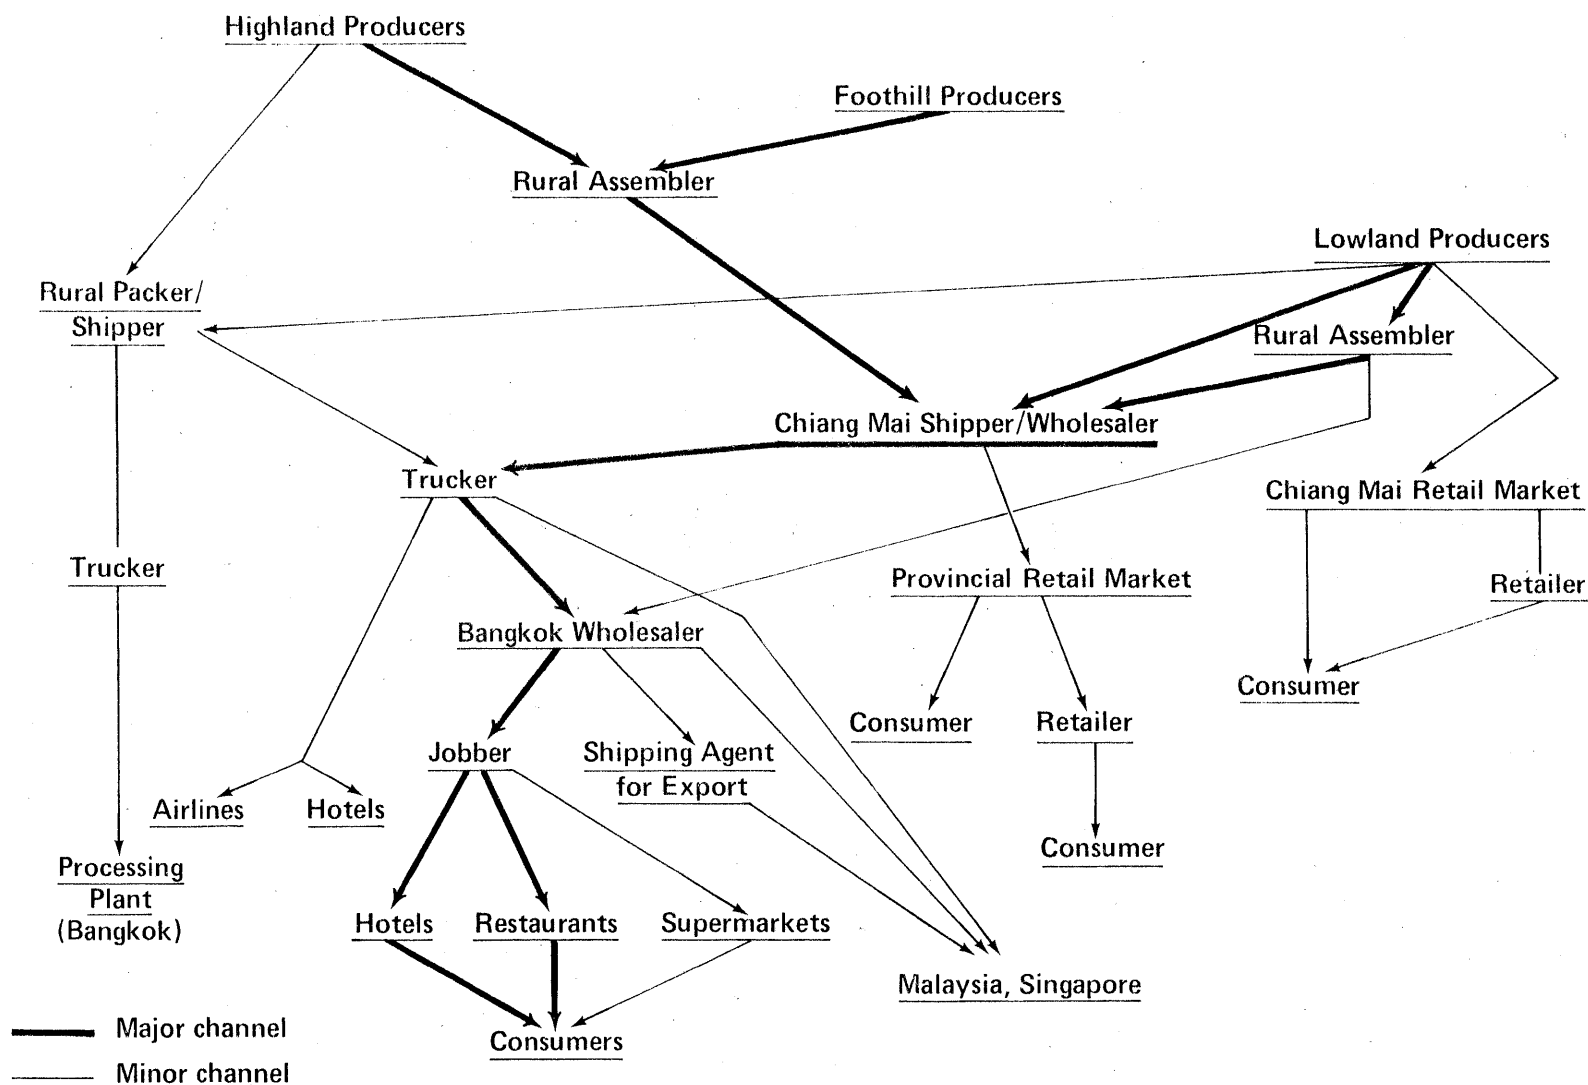 Highland Producers
Foothill Producers
Rural Assembler
Lowland Producers
Rural Packer/
Shipper
Rural Assembler
Chiang Mai Shipper/Wholesaler
Trucker
Chiang Mai Retail Market
Trucker
Provincial Retail Market
Retailer
Bangkok Wholesaler
Consumer
Consumer
Retailer
Jobber
Shipping Agent
for Export
Airlines
Hotels
Consumer
Processing
Plant
(Bangkok)
Hotels
Restaurants
Supermarkets
Malaysia, Singapore
Major channel
Consumers
Minor channel